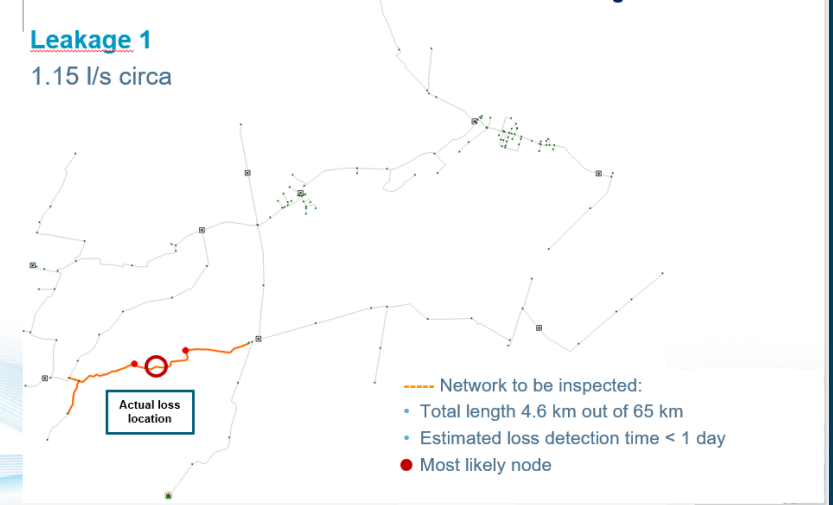 Leakage 1
1.15 l/s circa
Actual loss
location
Network to be inspected:
Total length 4.6 km out of 65 km
Estimated loss detection time < 1 day
Most likely node